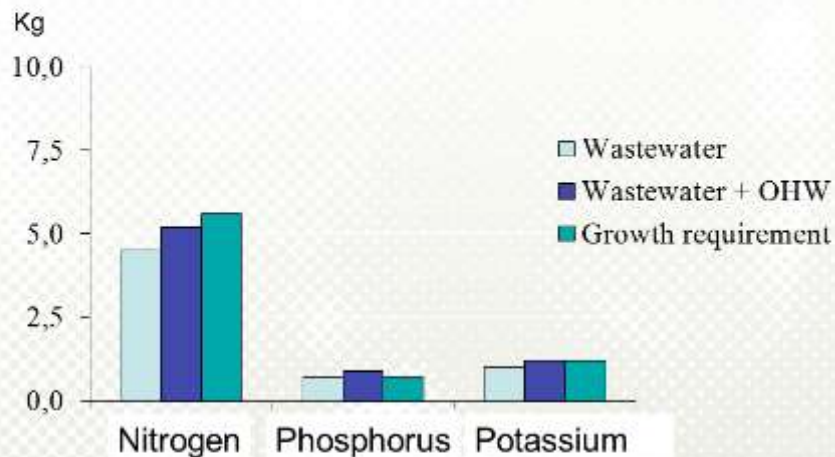 Kg
10,0
7,5
5,0
2,5
0,0
Wastewater
Wastewater + OHW
Growth requirement
Nitrogen Phosphorus Potassium